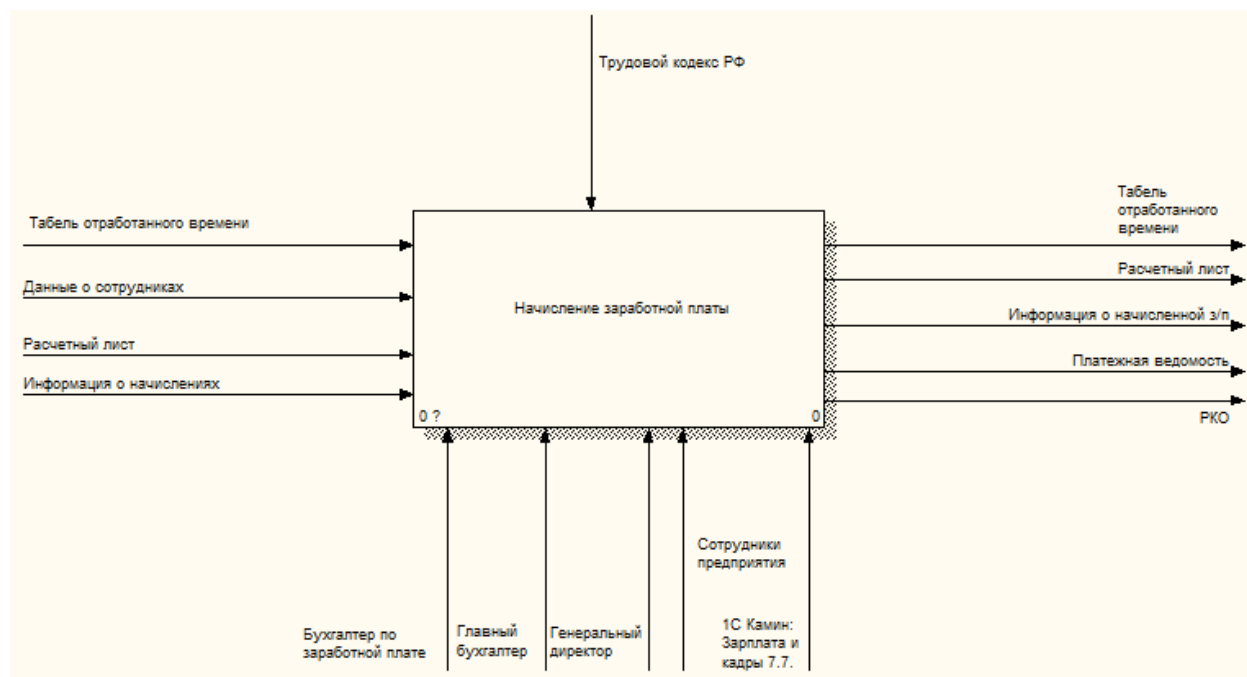 Трудовой кодекс РФ
Табель
отработанного
времени
Табель отработанного времени
Расчетный лист
Данные о сотрудниках
Начисление заработной платы
Информация о начисленной з/п
Расчетный лист
Платежная ведомость
Информация о начислениях
0 ?
0
РКО
Сотрудники
предприятия
Бухгалтер по
заработной плате
Главный
бухгалтер
Генеральный
директор
1С Камин:
Зарплата и
кадры 7.7.